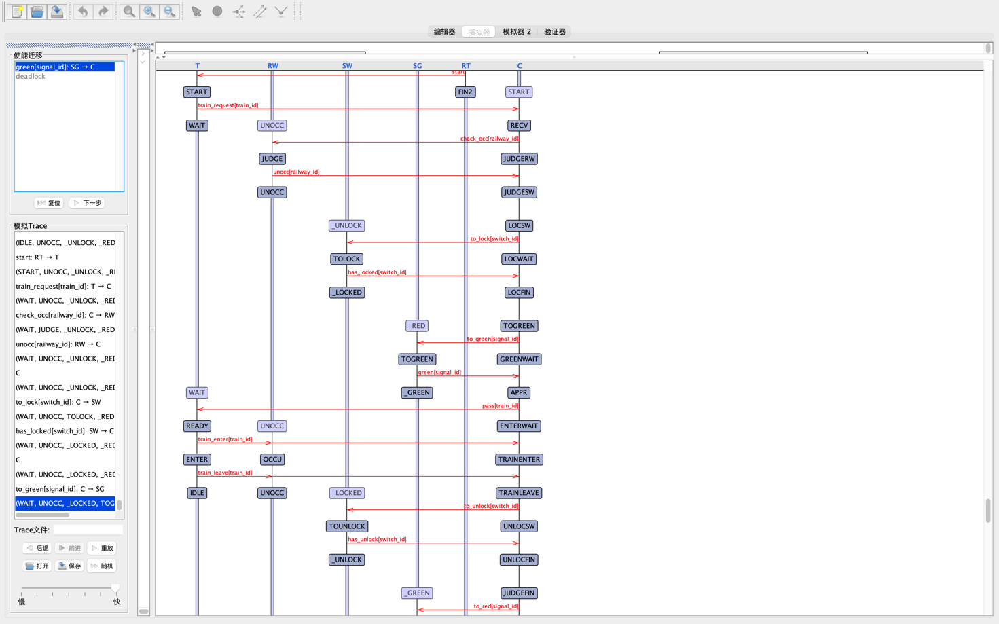 编辑器 模拟器 模拟器 2 验证器
使能迁移
green[signal_id]: SG → C
deadlock
复位 下一步
模拟Trace
(IDLE, UNOCC, _UNLOCK, _RED
start: RT → T
(START, UNOCC, _UNLOCK, _RI
train_request[train_id]: T → C
(WAIT, UNOCC, _UNLOCK, _RED
check_occ[railway_id]: C → RW
(WAIT, JUDGE, _UNLOCK, _RED
unocc[railway_id]: RW → C
(WAIT, UNOCC, _UNLOCK, _RED
C
(WAIT, UNOCC, _UNLOCK, _RED
to_lock[switch_id]: C → SW
(WAIT, UNOCC, TOLOCK, _RED
has_locked[switch_id]: SW → C
(WAIT, UNOCC, _LOCKED, _RED
C
(WAIT, UNOCC, _LOCKED, _RED
to_green[signal_id]: C → SG
(WAIT, UNOCC, _LOCKED, TOG
Trace文件:
后退 前进 重放
打开 保存 随机
慢 快
T RW SW SG RT C
start
START FIN2 START
train_request[train_id]
WAIT UNOCC RECV
check_occ[railway_id]
JUDGE JUDGERW
unocc[railway_id]
UNOCC JUDGESW
_UNLOCK LOCSW
to_lock[switch_id]
TOLOCK LOCWAIT
has_locked[switch_id]
_LOCKED LOCFIN
_RED TOGREEN
to_green[signal_id]
TOGREEN GREENWAIT
green[signal_id]
WAIT _GREEN APPR
pass[train_id]
READY UNOCC ENTERWAIT
train_enter[train_id]
ENTER OCCU TRAINENTER
train_leave[train_id]
IDLE UNOCC _LOCKED TRAINLEAVE
to_unlock[switch_id]
TOUNLOCK UNLOCSW
has_unlock[switch_id]
_UNLOCK UNLOCFIN
_GREEN JUDGEFIN
to_red[signal_id]